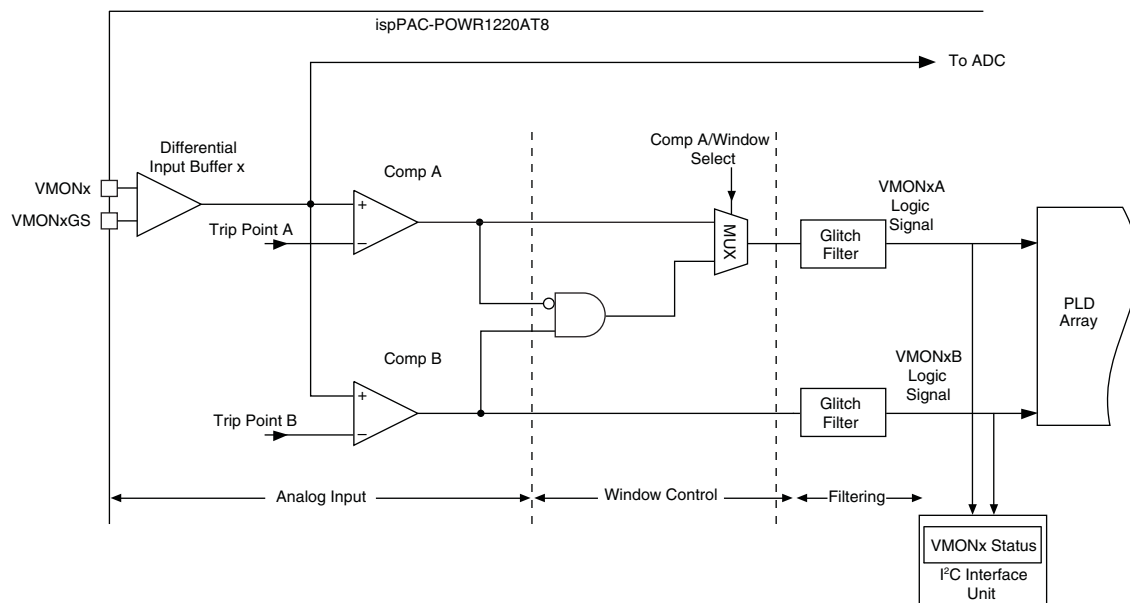 ispPAC-POWR1220AT8
To ADC
Comp A/Window
Select
Differential
Input Buffer x
Comp A
VMONx
VMONxGS
Trip Point A
+
−
MUX
VMONxA
Logic
Signal
Glitch
Filter
PLD
Array
Comp B
VMONxB
Logic
Signal
Trip Point B
+
−
Glitch
Filter
Analog Input
Window Control
Filtering
VMONx Status
I²C Interface
Unit